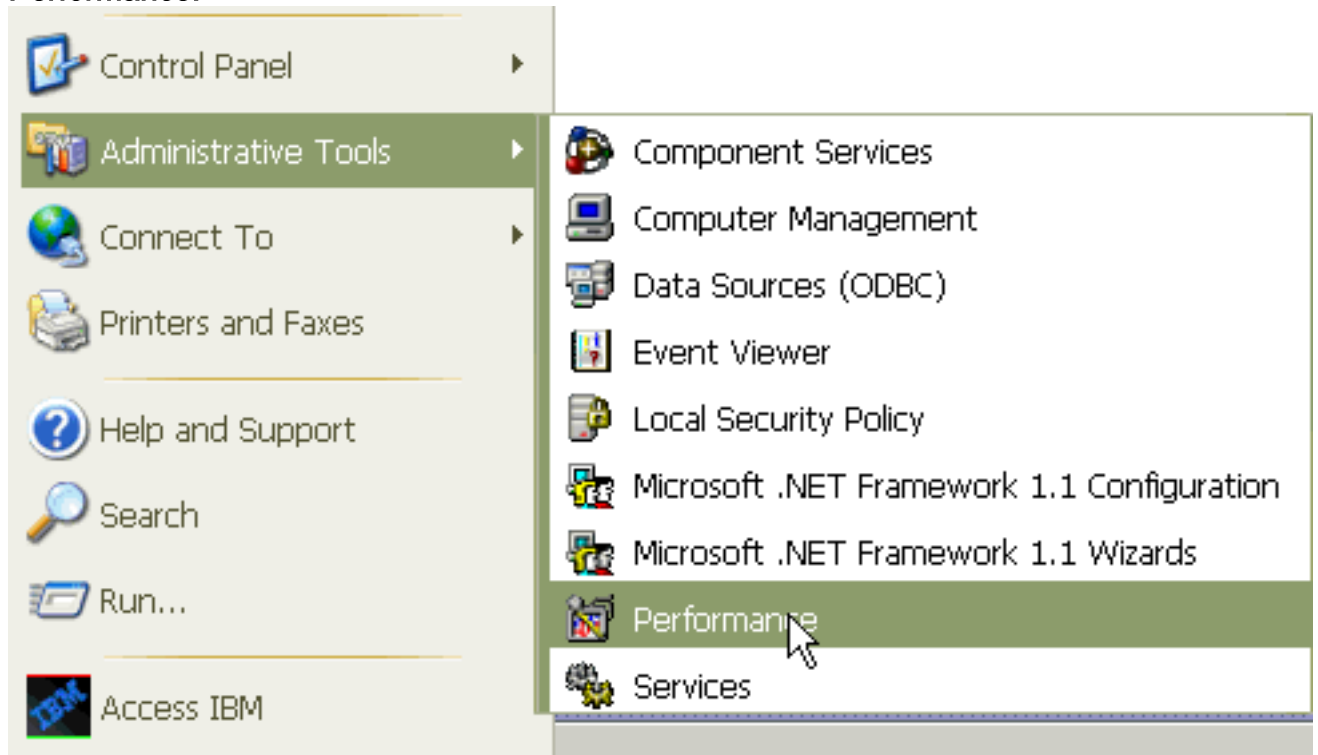 Performance.
Control Panel
Administrative Tools
Connect To
Printers and Faxes
Help and Support
Search
Run...
IBM
Access IBM
Component Services
Computer Management
Data Sources (ODBC)
Event Viewer
Local Security Policy
Microsoft .NET Framework 1.1 Configuration
Microsoft .NET Framework 1.1 Wizards
Performance
Services